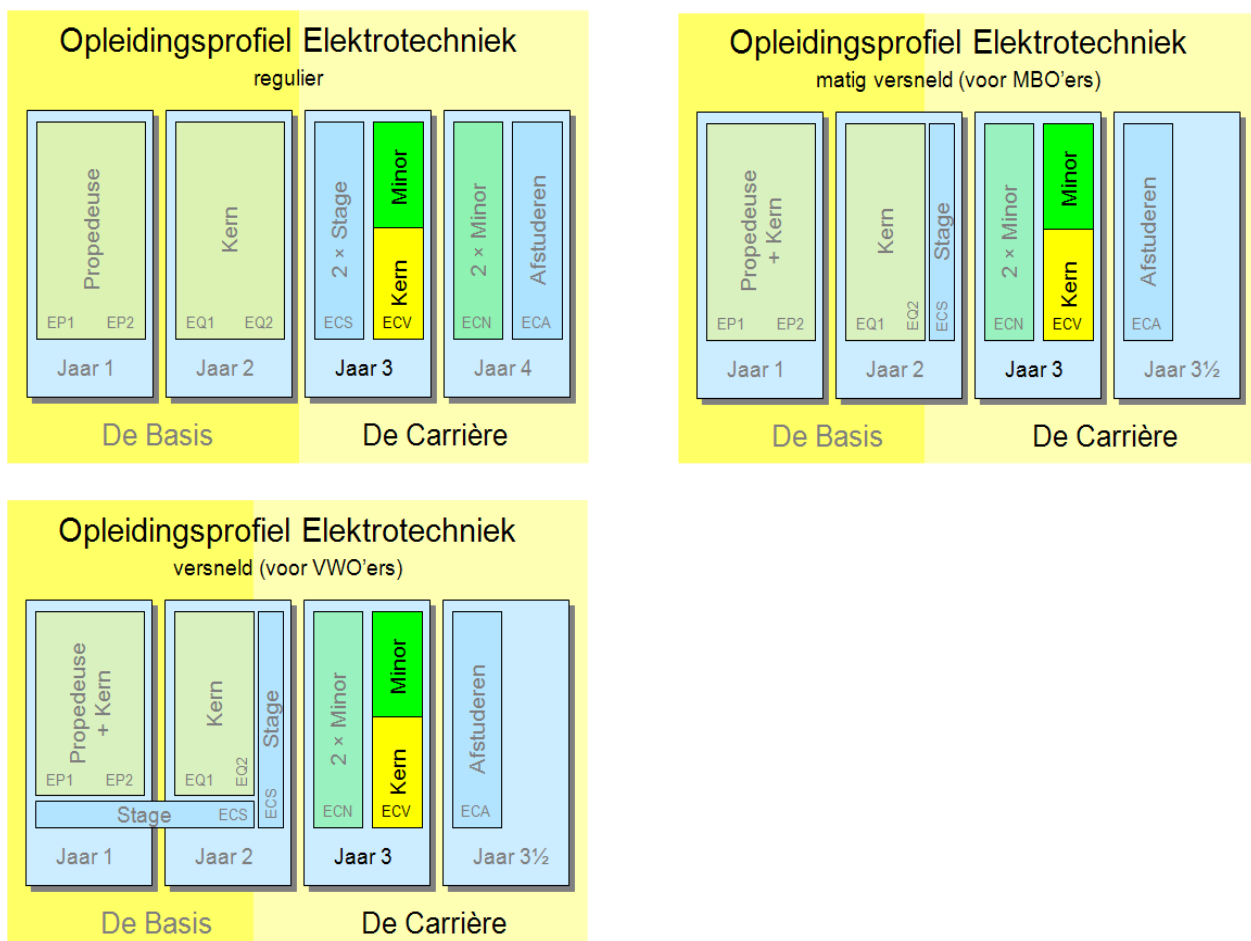 Opleidingsprofiel Elektrotechniek
regulier
Propedeuse
EP1 EP2
Jaar 1
Kern
EQ1 EQ2
Jaar 2
2 × Stage
ECS
Minor
Kern
ECV
Jaar 3
2 × Minor
ECN
Afstuderen
ECA
Jaar 4
De Basis
De Carrière
Opleidingsprofiel Elektrotechniek
matig versneld (voor MBO'ers)
Propedeuse
+ Kern
EP1 EP2
Jaar 1
Kern
EQ1 EQ2
Stage
ECS
Jaar 2
2 × Minor
ECN
Minor
Kern
ECV
Jaar 3
Afstuderen
ECA
Jaar 3½
De Basis
De Carrière
Opleidingsprofiel Elektrotechniek
versneld (voor VWO'ers)
Propedeuse
+ Kern
EP1 EP2
Kern
EQ1 EQ2
Stage
ECS
Stage ECS
Jaar 1
Jaar 2
2 × Minor
ECN
Minor
Kern
ECV
Jaar 3
Afstuderen
ECA
Jaar 3½
De Basis
De Carrière